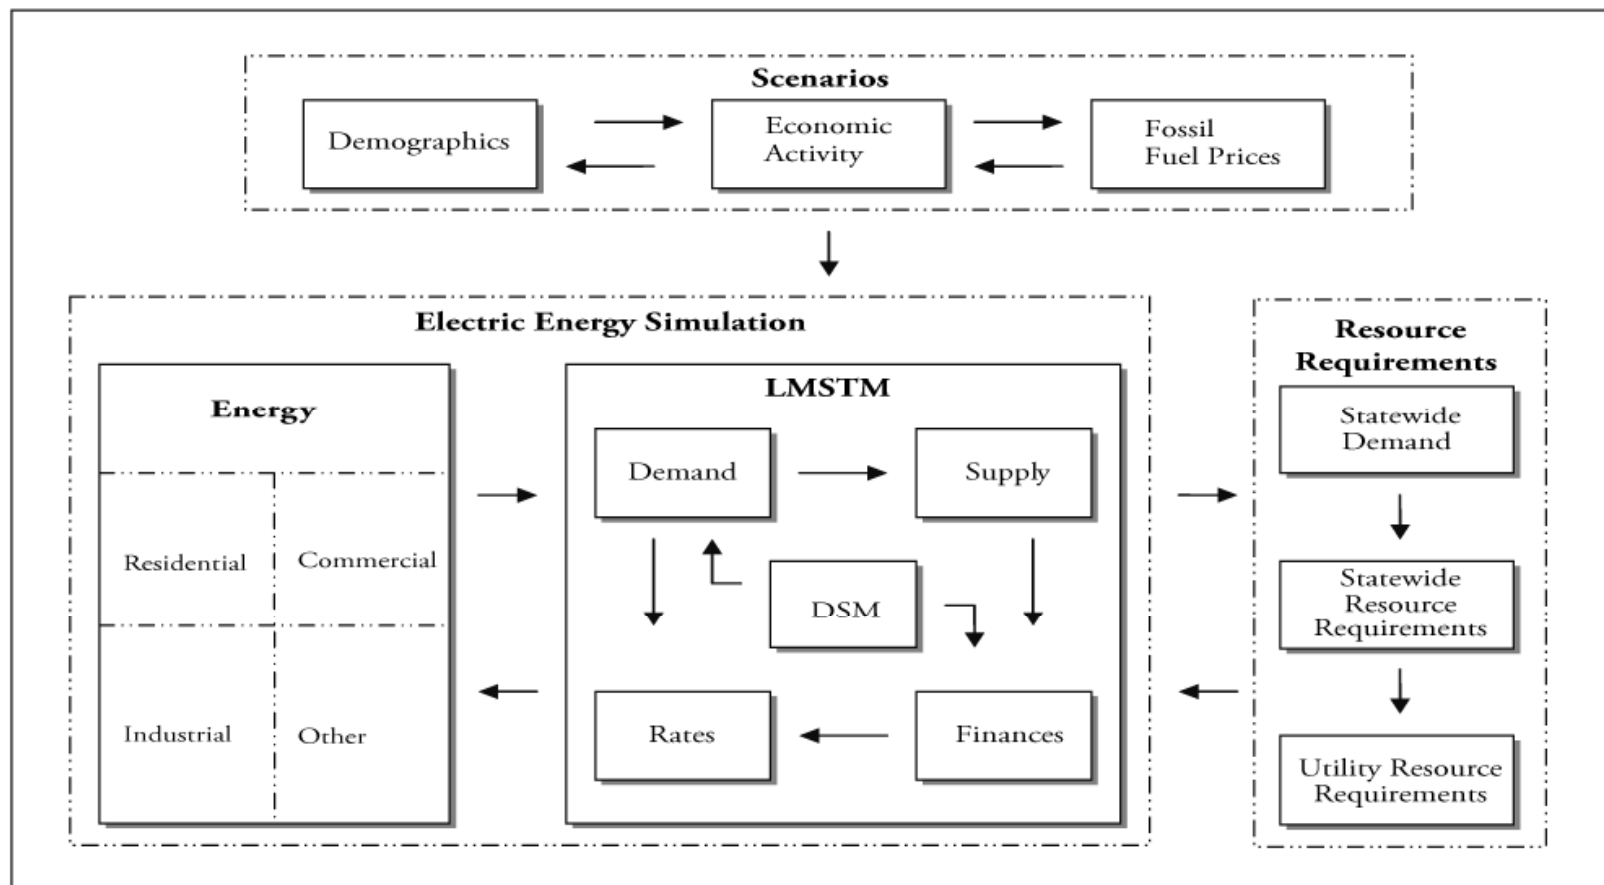 Scenarios
Demographics
Economic
Activity
Fossil
Fuel Prices
Electric Energy Simulation
Energy
Residential
Commercial
Industrial
Other
LMSTM
Demand
Supply
DSM
Rates
Finances
Resource
Requirements
Statewide
Demand
Statewide
Resource
Requirements
Utility Resource
Requirements